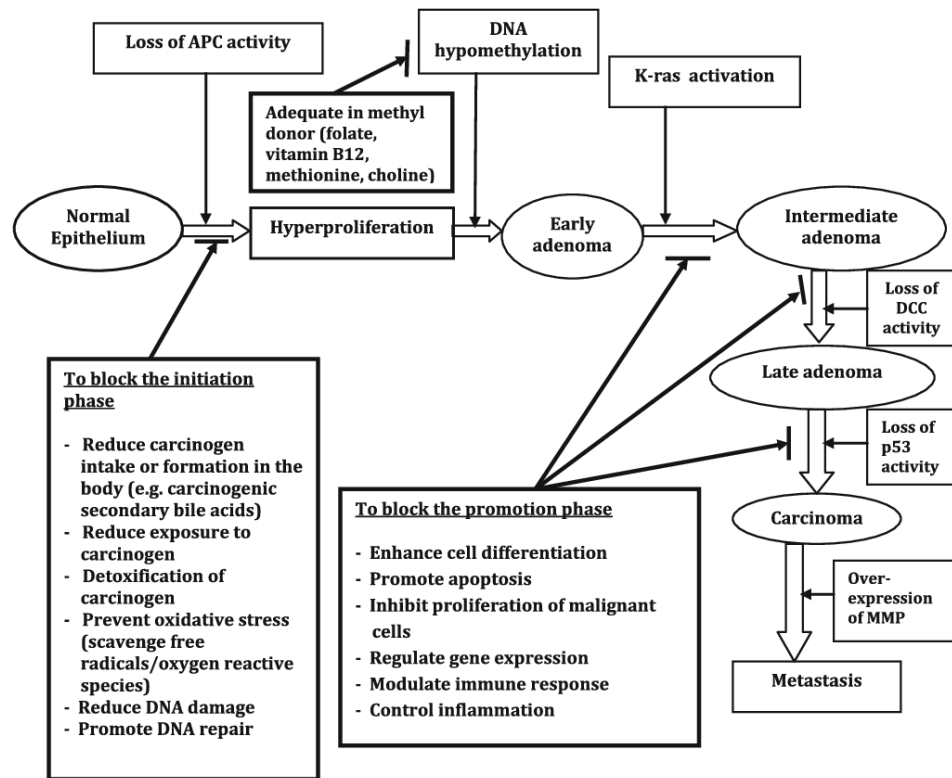 Loss of APC activity
DNA
hypomethylation
K-ras activation
Adequate in methyl
donor (folate,
vitamin B12,
methionine, choline)
Normal
Epithelium
Hyperproliferation
Early
adenoma
Intermediate
adenoma
Loss of
DCC
activity
Late adenoma
Loss of
p53
activity
Carcinoma
Over-
expression
of MMP
Metastasis
To block the initiation
phase
- Reduce carcinogen
intake or formation in the
body (e.g. carcinogenic
secondary bile acids)
- Reduce exposure to
carcinogen
- Detoxification of
carcinogen
- Prevent oxidative stress
(scavenge free
radicals/oxygen reactive
species)
- Reduce DNA damage
- Promote DNA repair
To block the promotion phase
- Enhance cell differentiation
- Promote apoptosis
- Inhibit proliferation of malignant
cells
- Regulate gene expression
- Modulate immune response
- Control inflammation